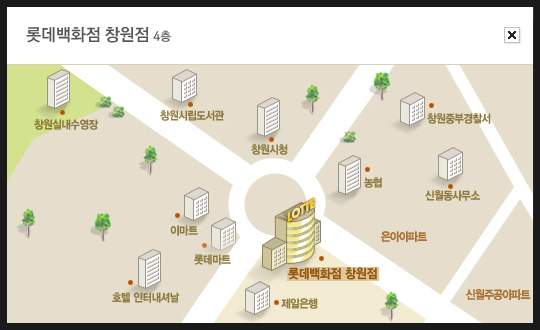 롯데백화점 창원점 4층
창원실내수영장
창원시립도서관
창원시청
창원중부경찰서
농협
신월동사무소
이마트
롯데마트
LOTTE
은아아파트
롯데백화점 창원점
호텔 인터내셔날
제일은행
신월주공아파트